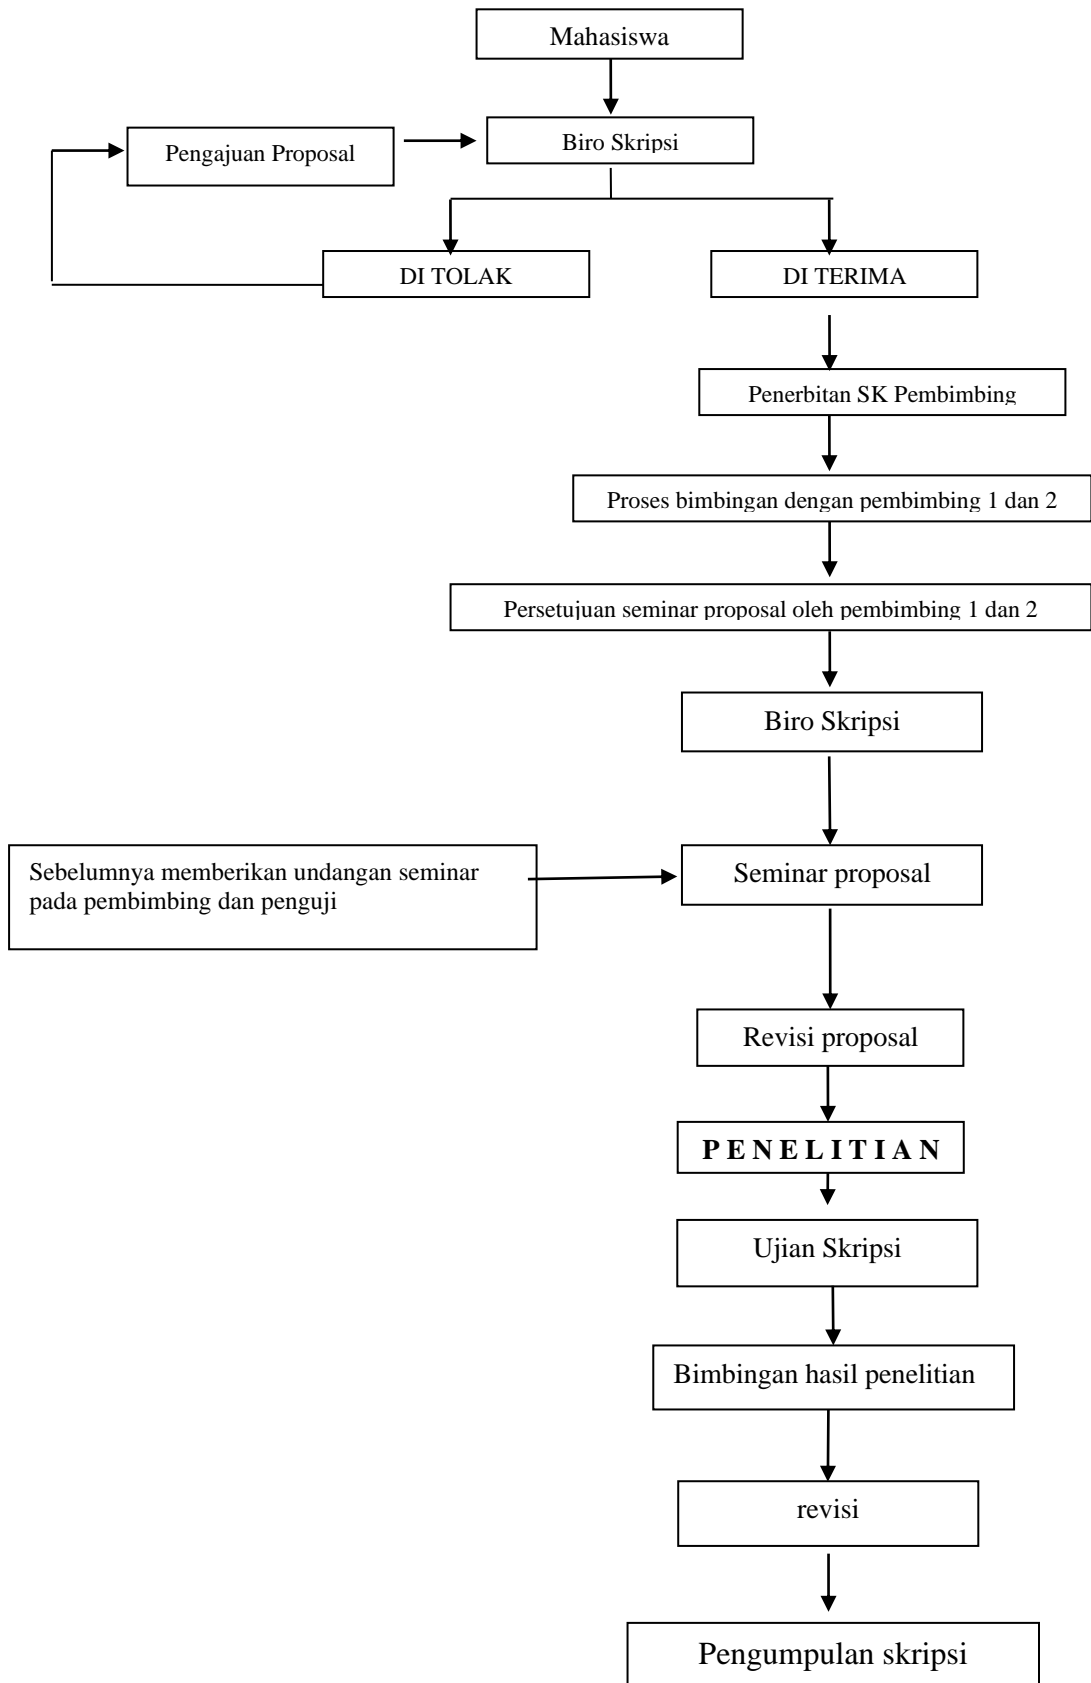 Mahasiswa
Biro Skripsi
Pengajuan Proposal
DI TOLAK
DI TERIMA
Penerbitan SK Pembimbing
Proses bimbingan dengan pembimbing 1 dan 2
Persetujuan seminar proposal oleh pembimbing 1 dan 2
Biro Skripsi
Sebelumnya memberikan undangan seminar
pada pembimbing dan penguji
Seminar proposal
Revisi proposal
P E N E L I T I A N
Ujian Skripsi
Bimbingan hasil penelitian
revisi
Pengumpulan skripsi